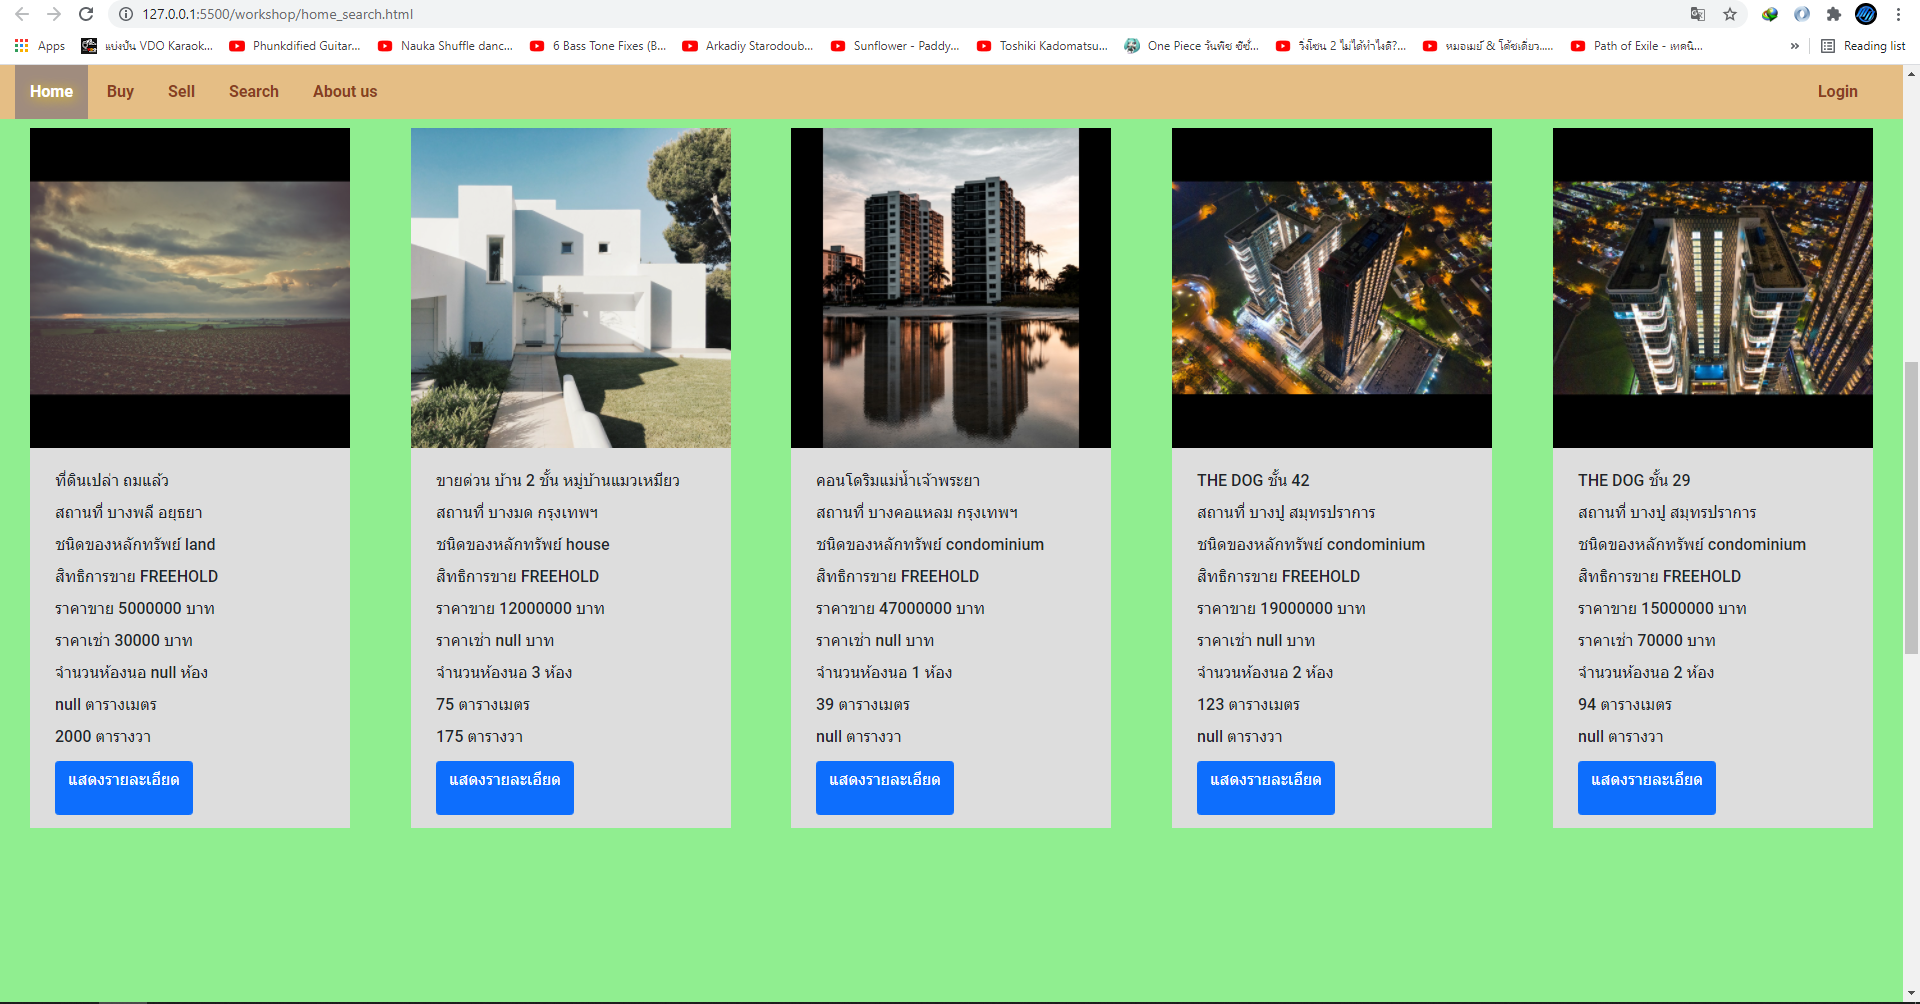 127.0.0.1:5500/workshop/home_search.html
Apps
แบ่งปัน VDO Karaok...
Phunkdified Guitar...
Nauka Shuffle danc...
6 Bass Tone Fixes (B...
Arkadiy Starodoub...
Sunflower - Paddy...
Toshiki Kadomatsu...
One Piece วันพีช ซีซั่...
วิ่งโซน 2 ไม่ได้ทำไงดี?...
หมอเมย์ & โค้ชเดี่ยว.....
Path of Exile - เทคนิ...
»
Reading list
Home
Buy
Sell
Search
About us
Login
ที่ดินเปล่า ถมแล้ว
สถานที่ บางพลี อยุธยา
ชนิดของหลักทรัพย์ land
สิทธิการขาย FREEHOLD
ราคาขาย 5000000 บาท
ราคาเช่า 30000 บาท
จำนวนห้องนอ null ห้อง
null ตารางเมตร
2000 ตารางวา
แสดงรายละเอียด
ขายด่วน บ้าน 2 ชั้น หมู่บ้านแมวเหมียว
สถานที่ บางมด กรุงเทพฯ
ชนิดของหลักทรัพย์ house
สิทธิการขาย FREEHOLD
ราคาขาย 12000000 บาท
ราคาเช่า null บาท
จำนวนห้องนอ 3 ห้อง
75 ตารางเมตร
175 ตารางวา
แสดงรายละเอียด
คอนโดริมแม่น้ำเจ้าพระยา
สถานที่ บางคอแหลม กรุงเทพฯ
ชนิดของหลักทรัพย์ condominium
สิทธิการขาย FREEHOLD
ราคาขาย 47000000 บาท
ราคาเช่า null บาท
จำนวนห้องนอ 1 ห้อง
39 ตารางเมตร
null ตารางวา
แสดงรายละเอียด
THE DOG ชั้น 42
สถานที่ บางปู สมุทรปราการ
ชนิดของหลักทรัพย์ condominium
สิทธิการขาย FREEHOLD
ราคาขาย 19000000 บาท
ราคาเช่า null บาท
จำนวนห้องนอ 2 ห้อง
123 ตารางเมตร
null ตารางวา
แสดงรายละเอียด
THE DOG ชั้น 29
สถานที่ บางปู สมุทรปราการ
ชนิดของหลักทรัพย์ condominium
สิทธิการขาย FREEHOLD
ราคาขาย 15000000 บาท
ราคาเช่า 70000 บาท
จำนวนห้องนอ 2 ห้อง
94 ตารางเมตร
null ตารางวา
แสดงรายละเอียด